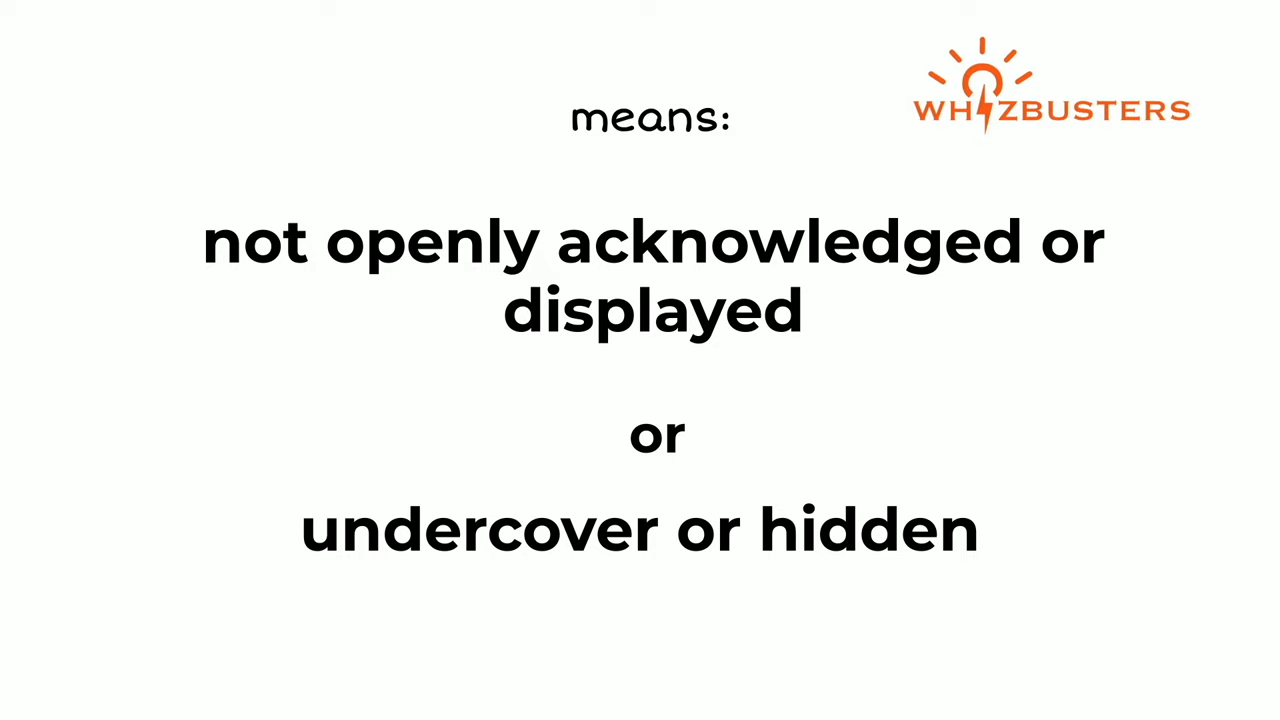 means:
WHIZBUSTERS
not openly acknowledged or
displayed
or
undercover or hidden